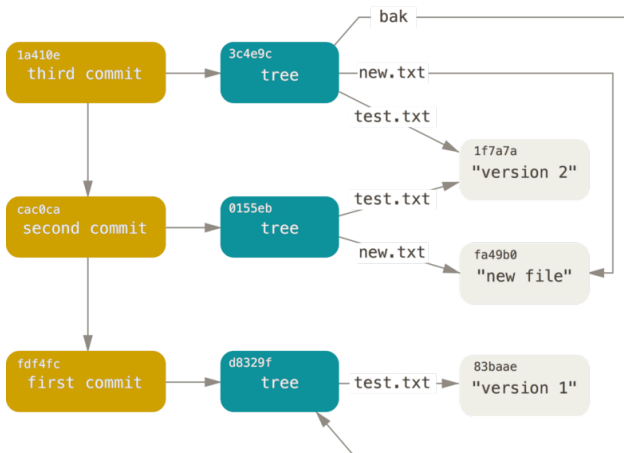 bak
1a410e
third commit
3c4e9c
tree
new.txt
test.txt
1f7a7a
"version 2"
cac0ca
second commit
0155eb
tree
test.txt
new.txt
fa49b0
"new file"
fdf4fc
first commit
d8329f
tree
test.txt
83baae
"version 1"